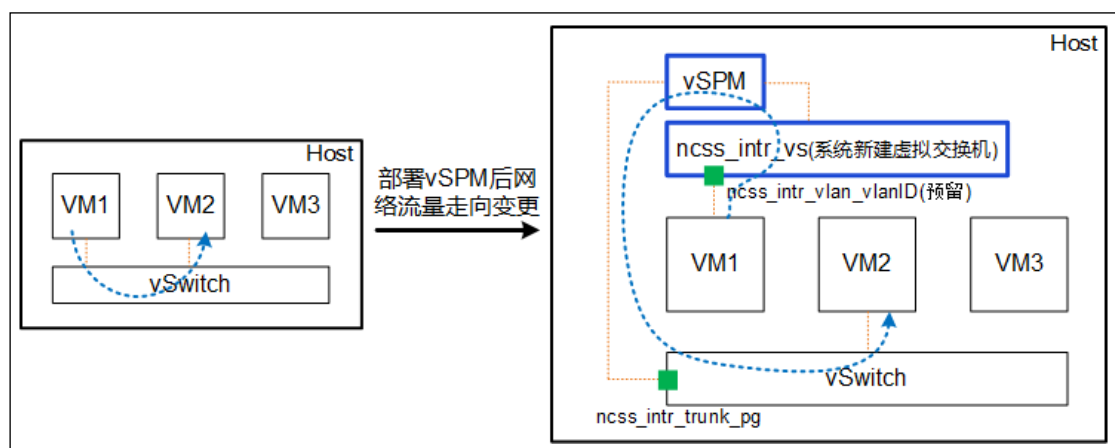 Host
VM1
VM2
VM3
vSwitch
部署vSPM后网
络流量走向变更
Host
vSPM
ncss_intr_vs(系统新建虚拟交换机)
ncss_intr_vlan_vlanID(预留)
VM1
VM2
VM3
vSwitch
ncss_intr_trunk_pg